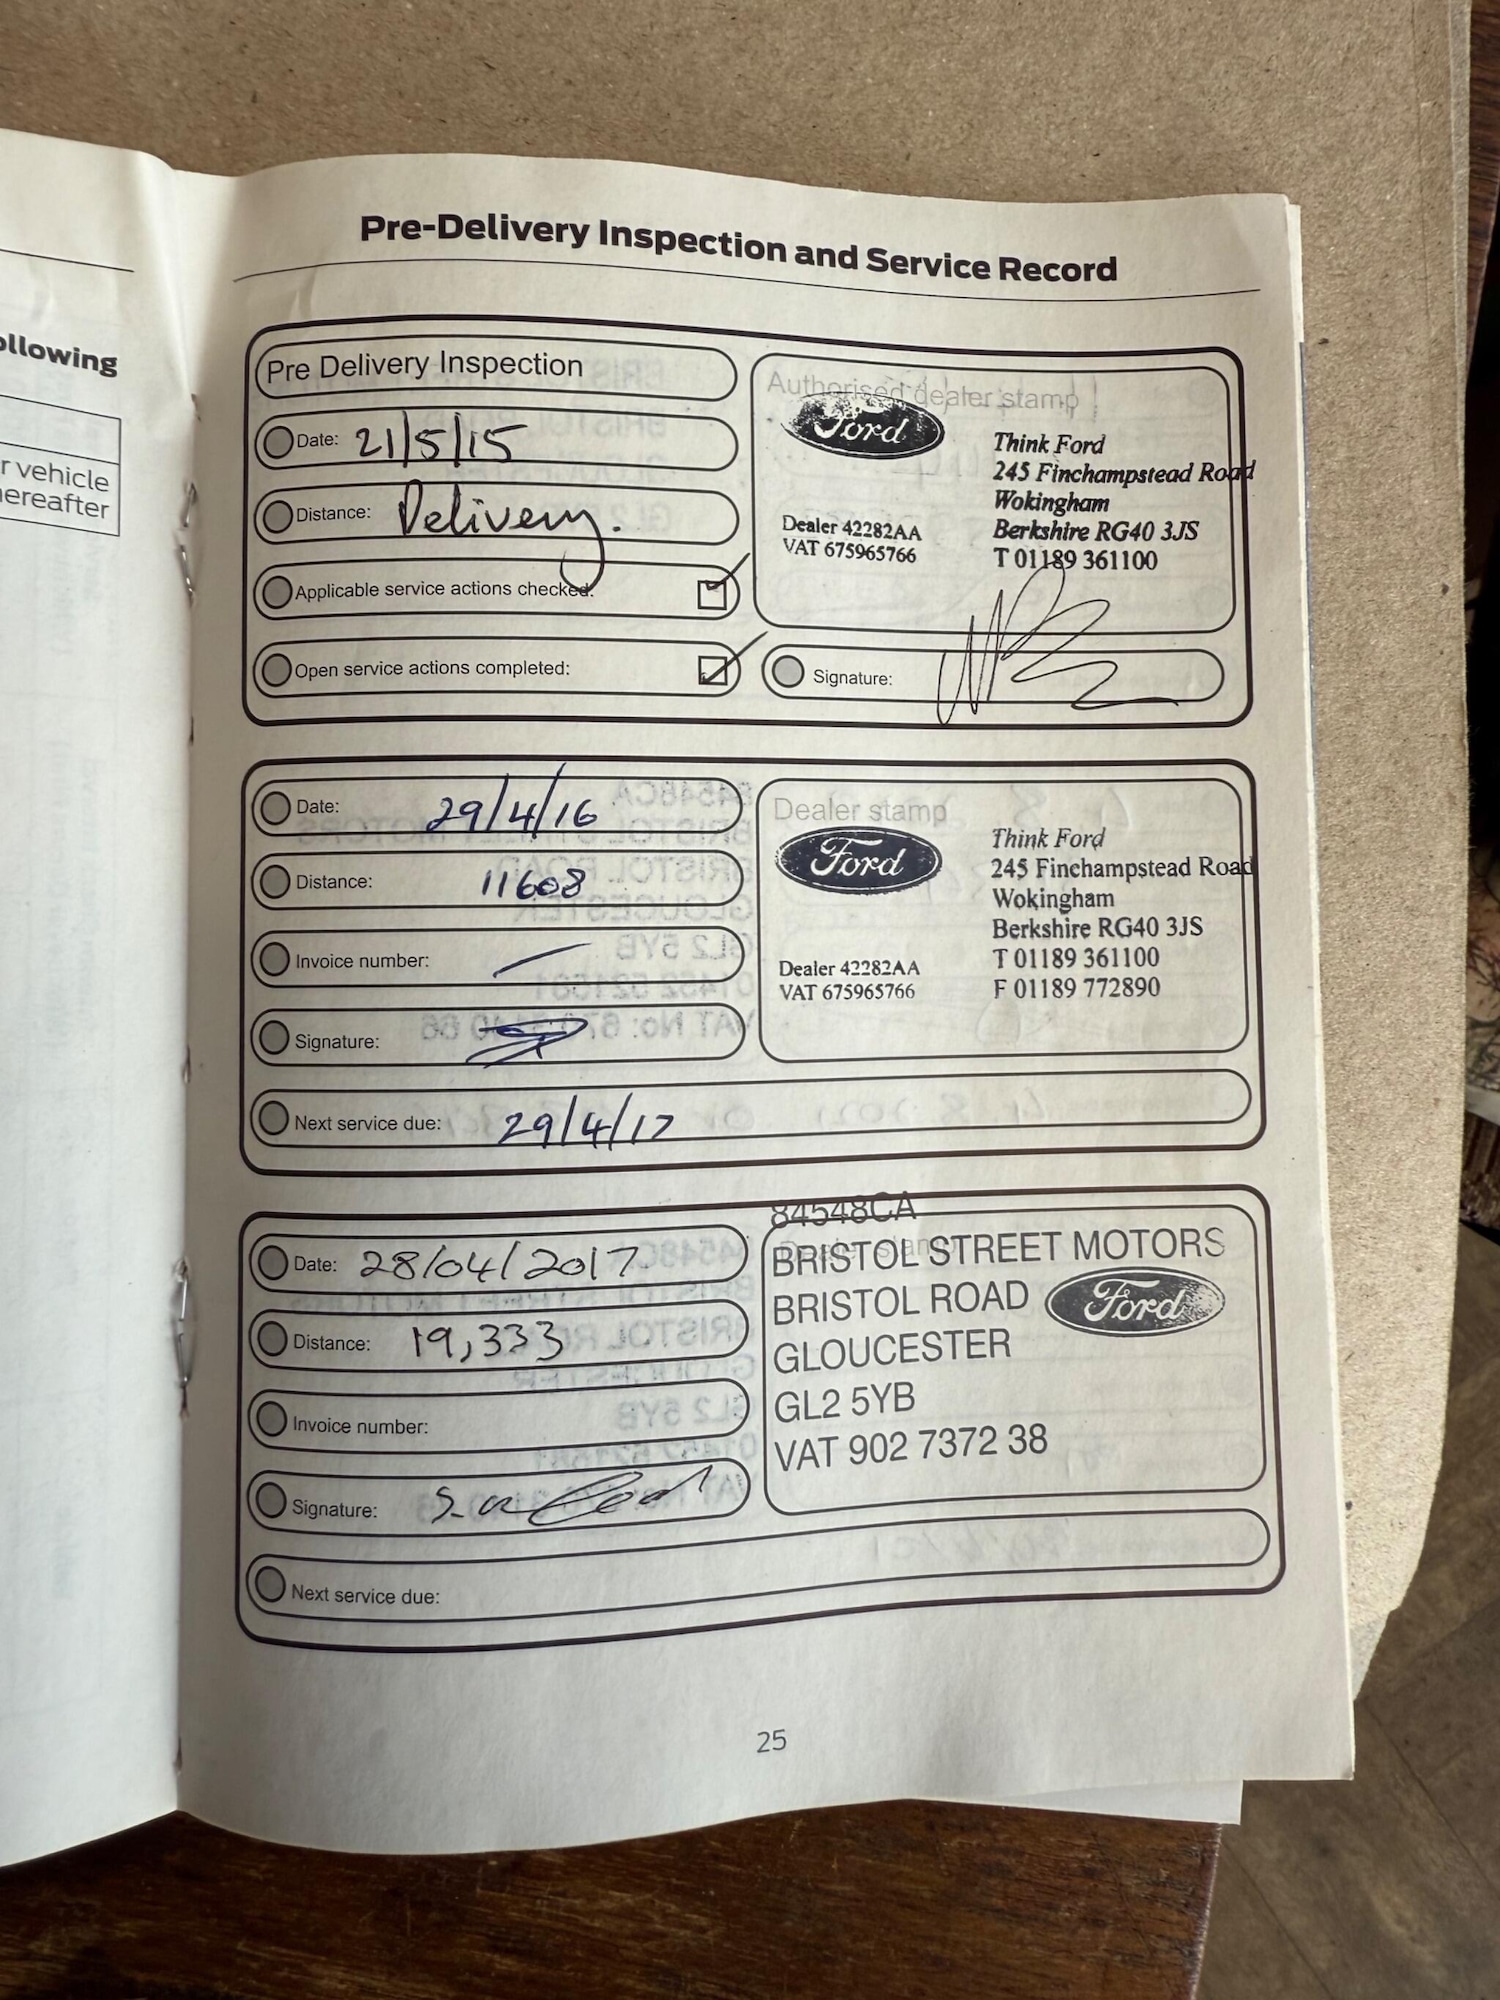 ollowing
r vehicle
ereafter
Pre-Delivery Inspection and Service Record
Pre Delivery Inspection
Date: 21/5/15
Distance: Delivery.
Applicable service actions checked:
Open service actions completed:
Authorised dealer stamp
Ford
Think Ford
245 Finchampstead Road
Wokingham
Berkshire RG40 3JS
T 01189 361100
Dealer 42282AA
VAT 675965766
Signature:
Date: 29/4/16
Distance: 11608
Invoice number: —
Signature:
Next service due: 29/4/17
Dealer stamp
Ford
Think Ford
245 Finchampstead Road
Wokingham
Berkshire RG40 3JS
T 01189 361100
F 01189 772890
Dealer 42282AA
VAT 675965766
Date: 28/04/2017
Distance: 19,333
Invoice number:
Signature:
Next service due:
84548CA
BRISTOL STREET MOTORS
BRISTOL ROAD
Ford
GLOUCESTER
GL2 5YB
VAT 902 7372 38
25